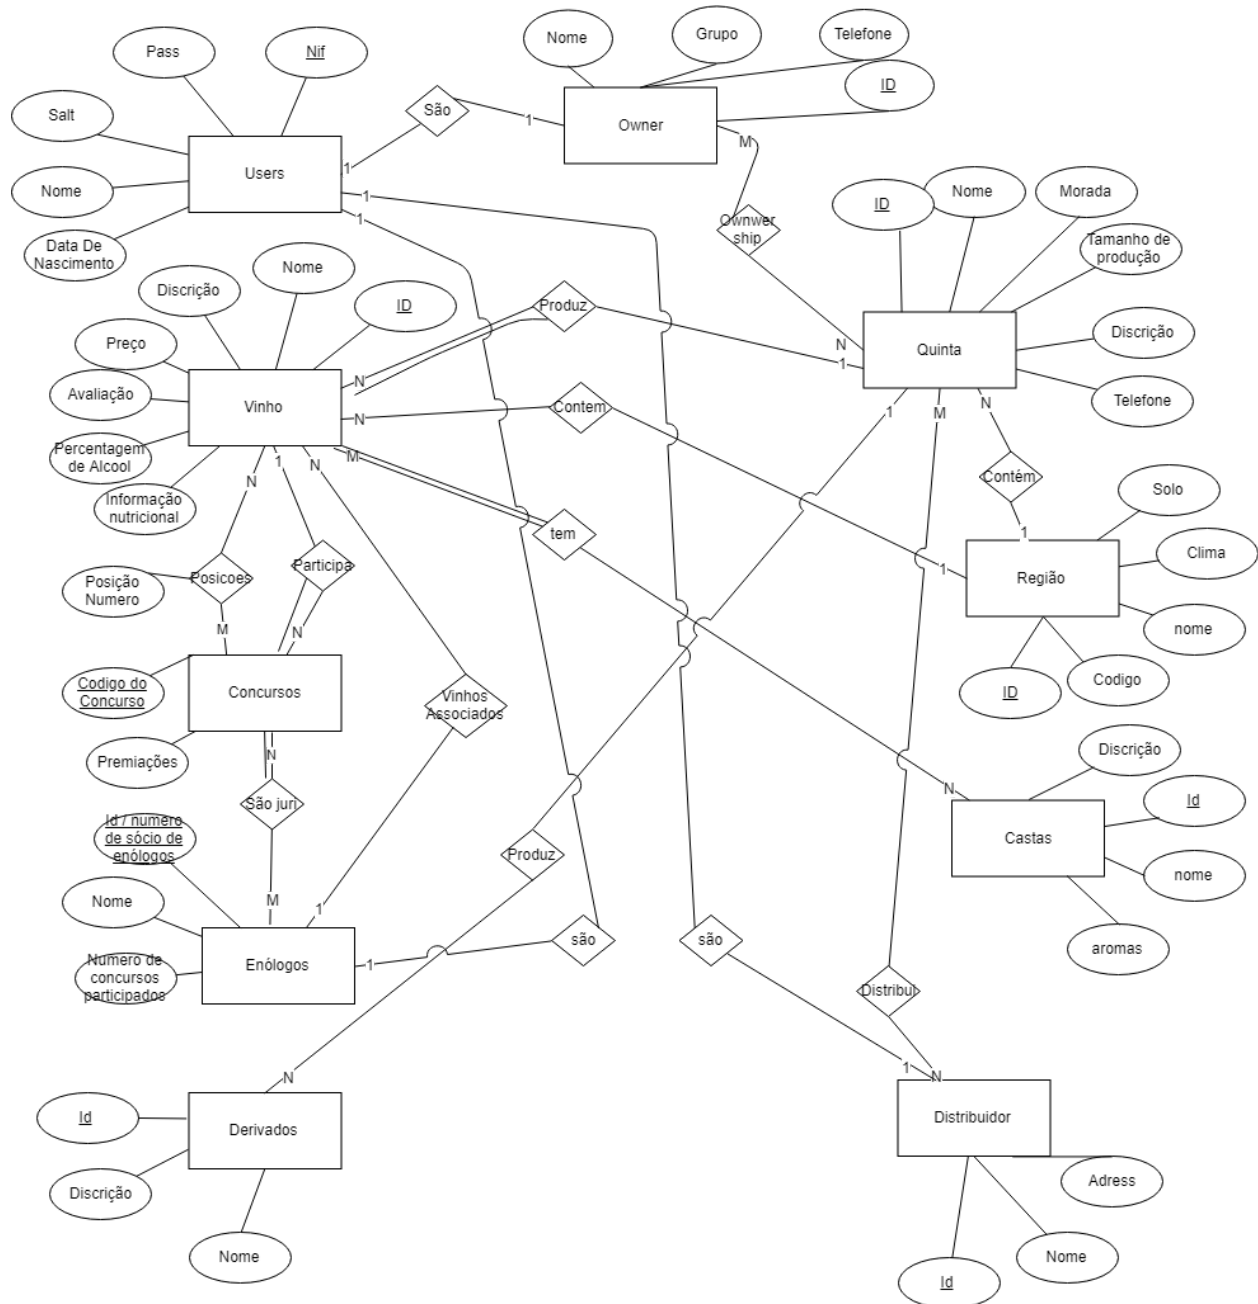 Nome
Grupo
Telefone
Pass
Nif
ID
Salt
São
1
Owner
M
Users
1
1
1
Nome
ID
Nome
Morada
Data De
Nascimento
Ownwer
ship
Tamanho de
produção
Discrição
Nome
ID
Produz
Preço
N
1
Quinta
Discrição
Avaliação
Vinho
N
N
Contem
1
M
N
Telefone
Percentagem
de Alcool
M
1
N
N
Contém
Informação
nutricional
Solo
tem
1
Posicoes
Participa
1
Região
Clima
Posição
Numero
M
N
nome
Codigo do
Concurso
Concursos
Vinhos
Associados
ID
Codigo
Premiações
N
Discrição
São juri
N
Id
Id / numero
de sócio de
enólogos
Produz
Castas
nome
Nome
M
1
aromas
Numero de
concursos
participados
Enólogos
1
são
são
Distribui
N
1
N
Id
Derivados
Distribuidor
Discrição
Adress
Nome
Nome
Id